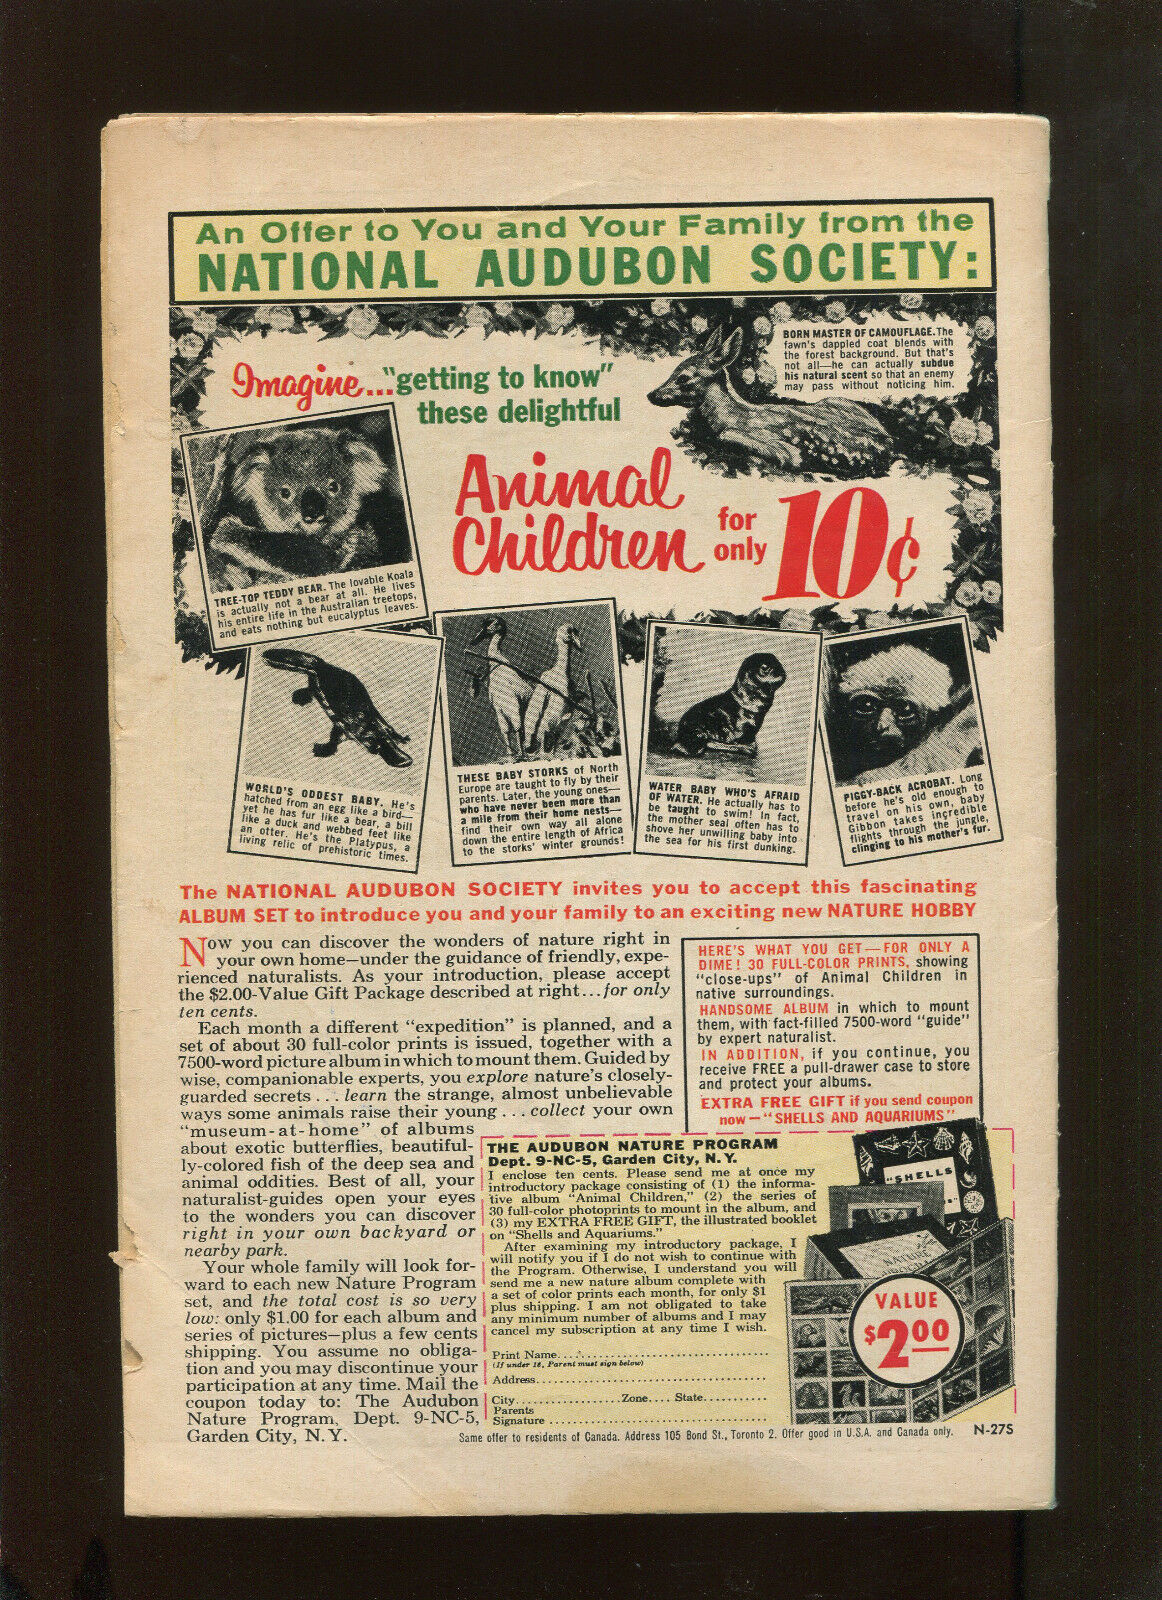 An Offer to You and Your Family from the
NATIONAL AUDUBON SOCIETY:
Imagine... "getting to know"
these delightful
Animal
Children
for
only
10¢
BORN MASTER OF CAMOUFLAGE. The
fawn's dappled coat blends with
the forest background. But that's
not all—he can actually subdue
his natural scent so that an enemy
may pass without noticing him.
TREE-TOP TEDDY BEAR. The lovable Koala
is actually not a bear at all. He lives
his entire life in the Australian treetops,
and eats nothing but eucalyptus leaves.
WORLD'S ODDEST BABY. He's
hatched from an egg like a bird—
yet he has fur like a bear, a bill
like a duck and webbed feet like
an otter. He's the Platypus, a
living relic of prehistoric times.
THESE BABY STORKS of North
Europe are taught to fly by their
parents. Later, the young ones—
who have never been more than
a mile from their home nests—
find their own way all alone
down the entire length of Africa
to the storks' winter grounds!
WATER BABY WHO'S AFRAID
OF WATER. He actually has to
be taught to swim! In fact,
the mother seal often has to
shove her unwilling baby into
the sea for his first dunking.
PIGGY-BACK ACROBAT. Long
before he's old enough to
travel on his own, baby
Gibbon takes incredible
flights through the jungle,
clinging to his mother's fur.
The NATIONAL AUDUBON SOCIETY invites you to accept this fascinating
ALBUM SET to introduce you and your family to an exciting new NATURE HOBBY
Now you can discover the wonders of nature right in
your own home—under the guidance of friendly, expe-
rienced naturalists. As your introduction, please accept
the $2.00-Value Gift Package described at right...for only
ten cents.
Each month a different "expedition" is planned, and a
set of about 30 full-color prints is issued, together with a
7500-word picture album in which to mount them. Guided by
wise, companionable experts, you explore nature's closely-
guarded secrets . . . learn the strange, almost unbelievable
ways some animals raise their young . . . collect your own
"museum-at-home" of albums
about exotic butterflies, beautiful-
ly-colored fish of the deep sea and
animal oddities. Best of all, your
naturalist-guides open your eyes
to the wonders you can discover
right in your own backyard or
nearby park.
Your whole family will look for-
ward to each new Nature Program
set, and the total cost is so very
low: only $1.00 for each album and
series of pictures—plus a few cents
shipping. You assume no obliga-
tion and you may discontinue your
participation at any time. Mail the
coupon today to: The Audubon
Nature Program, Dept. 9-NC-5,
Garden City, N. Y.
HERE'S WHAT YOU GET—FOR ONLY A
DIME! 30 FULL-COLOR PRINTS, showing
"close-ups" of Animal Children in
native surroundings.
HANDSOME ALBUM in which to mount
them, with fact-filled 7500-word "guide"
by expert naturalist.
IN ADDITION, if you continue, you
receive FREE a pull-drawer case to store
and protect your albums.
EXTRA FREE GIFT if you send coupon
now—"SHELLS AND AQUARIUMS"
THE AUDUBON NATURE PROGRAM
Dept. 9-NC-5, Garden City, N. Y.
I enclose ten cents. Please send me at once my
introductory package consisting of (1) the informa-
tive album "Animal Children," (2) the series of
30 full-color photoprints to mount in the album, and
(3) my EXTRA FREE GIFT, the illustrated booklet
on "Shells and Aquariums."
After examining my introductory package, I
will notify you if I do not wish to continue with
the Program. Otherwise, I understand you will
send me a new nature album complete with
a set of color prints each month, for only $1
plus shipping. I am not obligated to take
any minimum number of albums and I may
cancel my subscription at any time I wish.
Print Name
(If under 18, Parent must sign below)
Address
City Zone State
Parents
Signature
"SHELLS
NATURE
VALUE
$2.00
Same offer to residents of Canada. Address 105 Bond St., Toronto 2. Offer good in U.S.A. and Canada only. N-27S